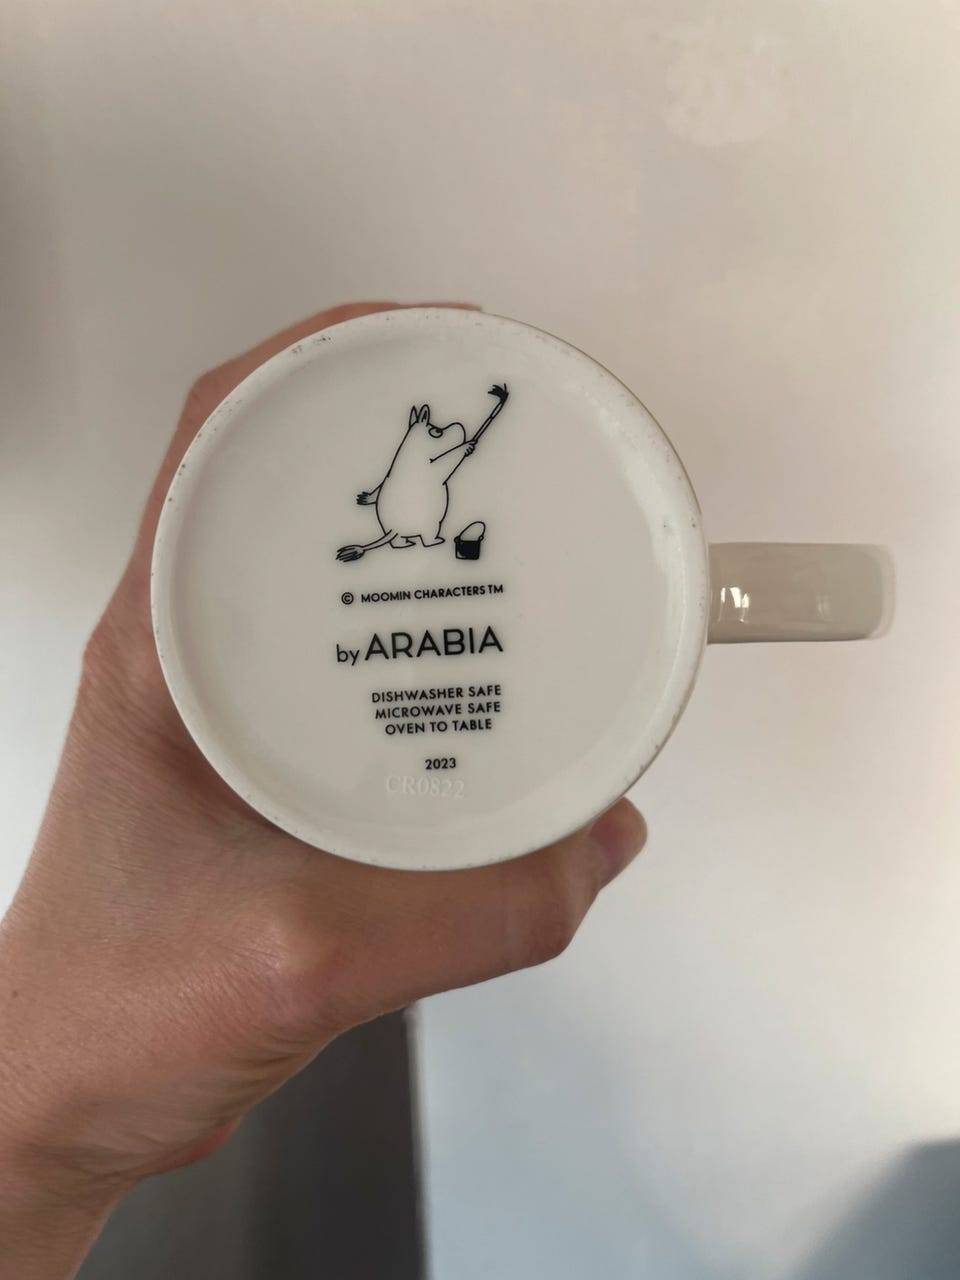 © MOOMIN CHARACTERS TM
by ARABIA
DISHWASHER SAFE
MICROWAVE SAFE
OVEN TO TABLE
2023
CR0822